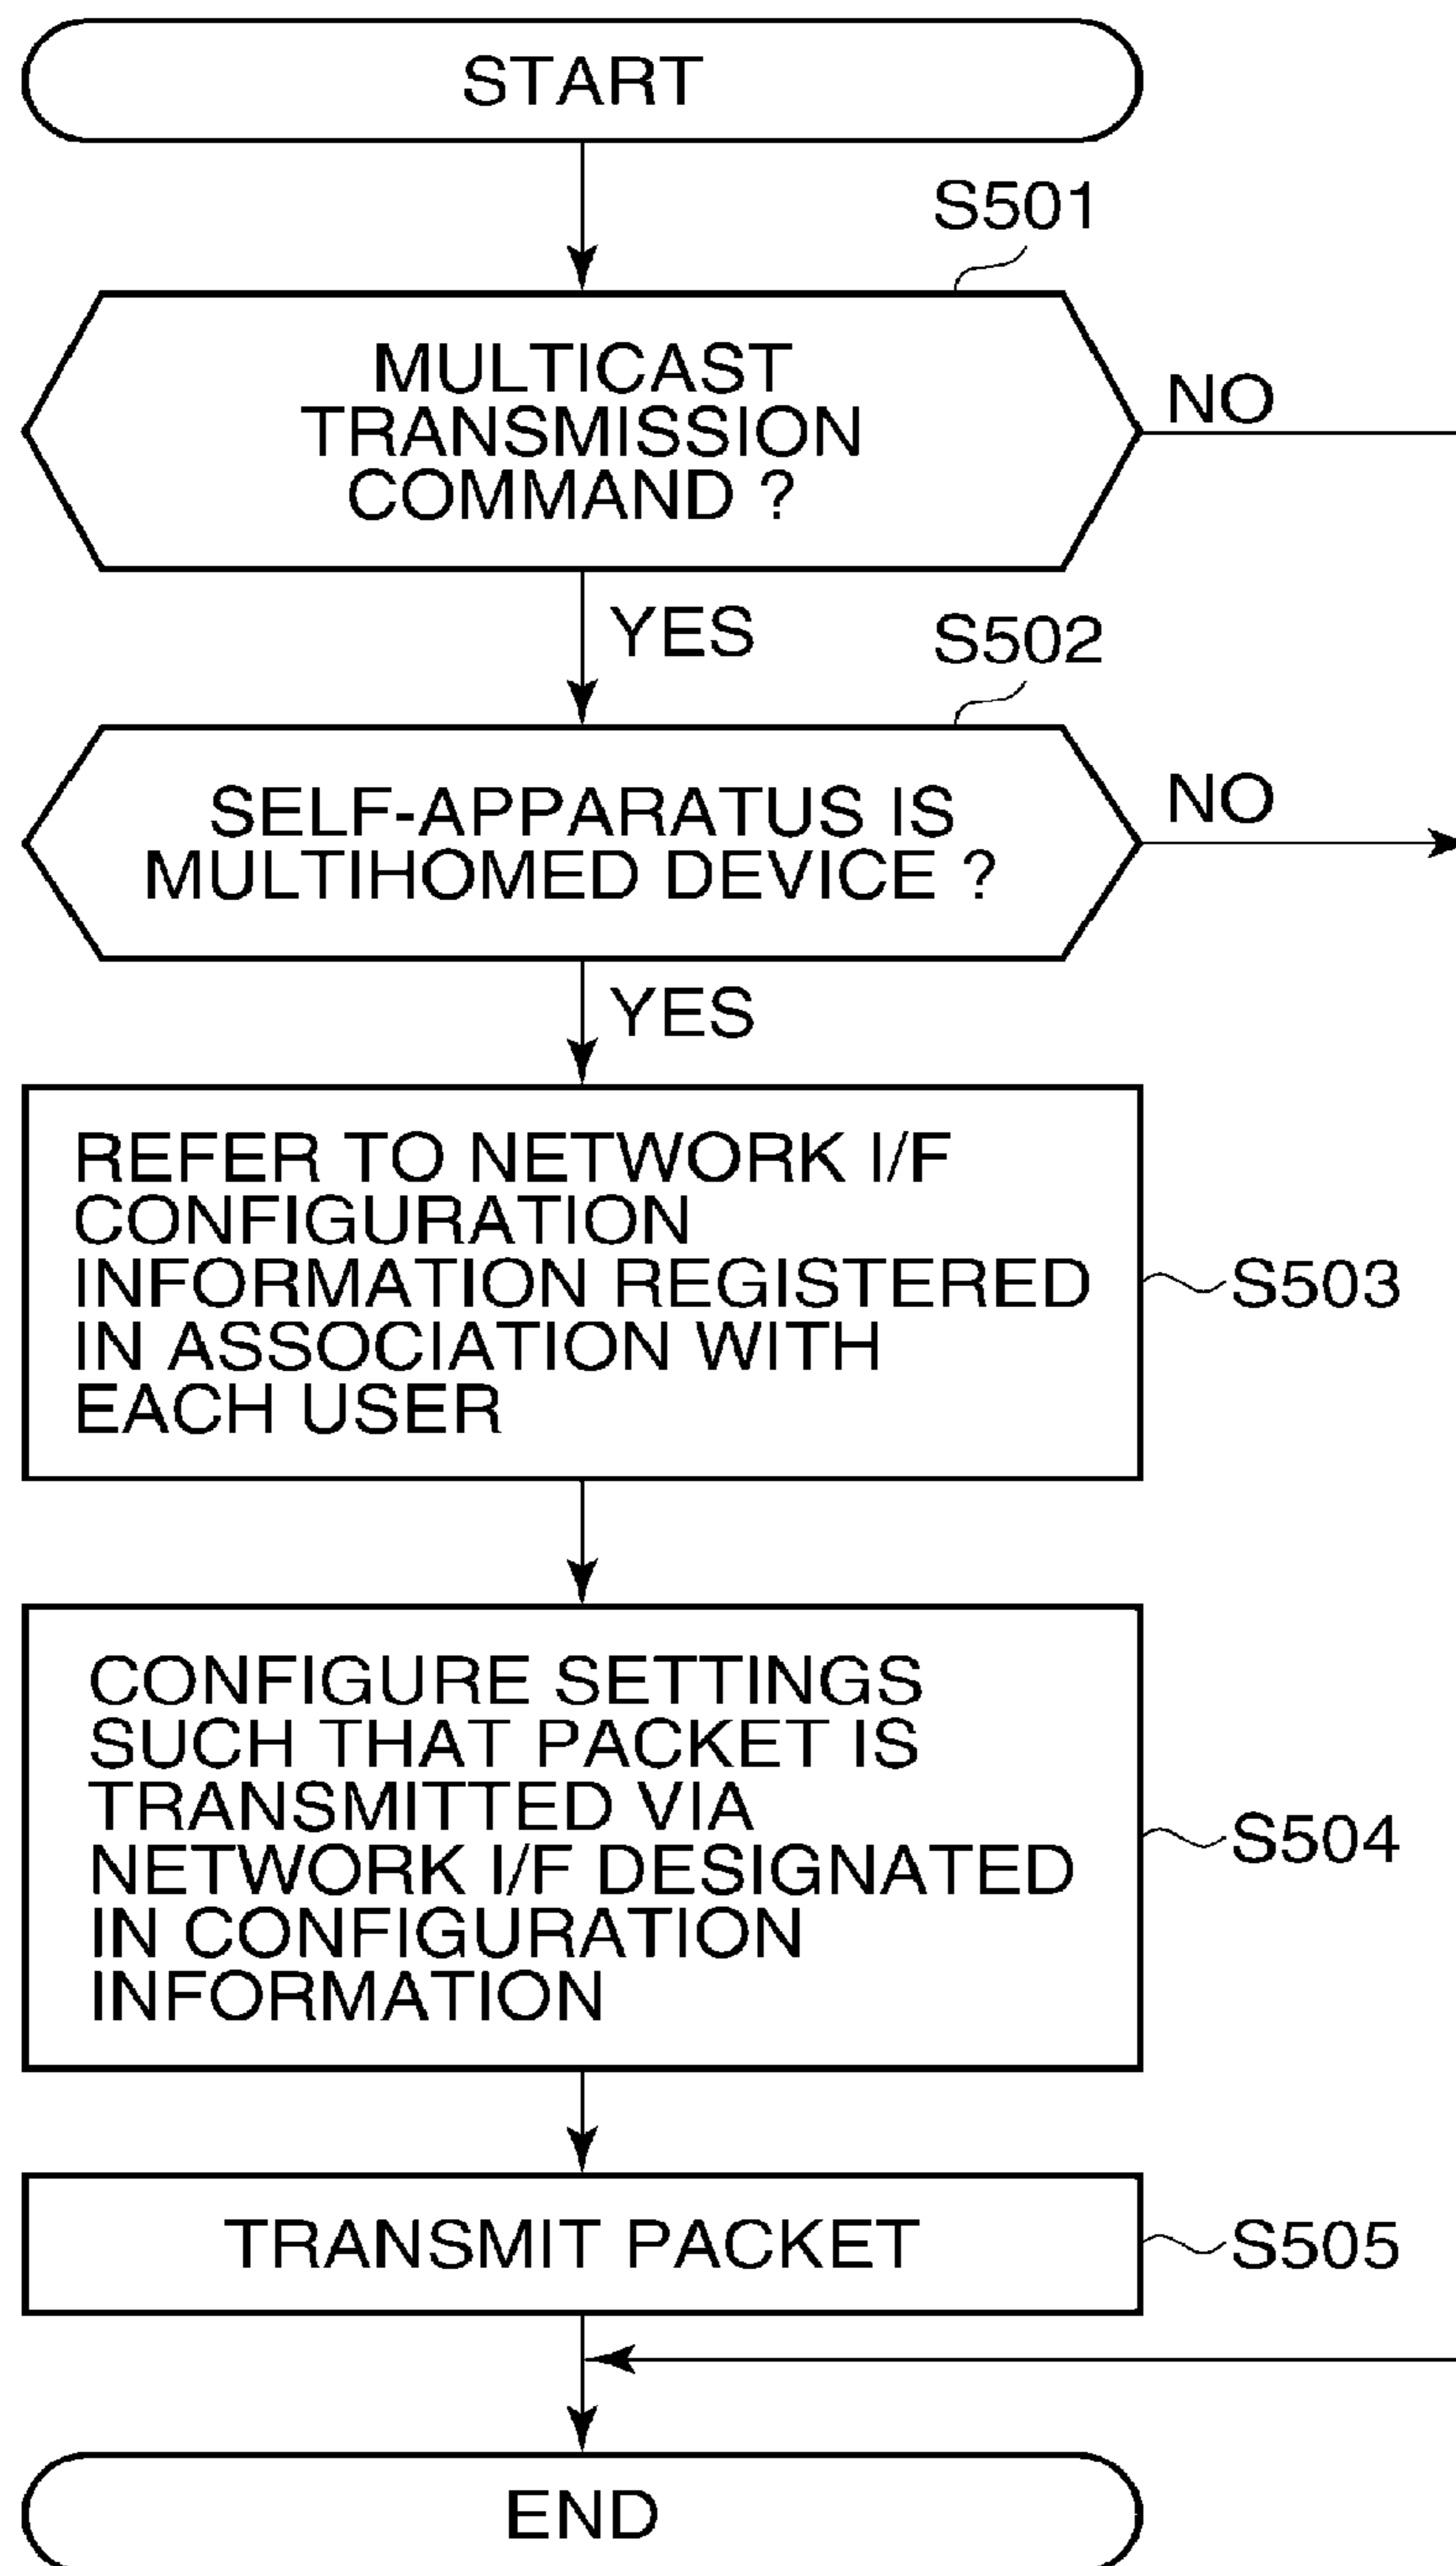 START
S501
MULTICAST
TRANSMISSION
COMMAND ?
NO
YES
S502
SELF-APPARATUS IS
MULTIHOMED DEVICE ?
NO
YES
REFER TO NETWORK I/F
CONFIGURATION
INFORMATION REGISTERED
IN ASSOCIATION WITH
EACH USER
S503
CONFIGURE SETTINGS
SUCH THAT PACKET IS
TRANSMITTED VIA
NETWORK I/F DESIGNATED
IN CONFIGURATION
INFORMATION
S504
TRANSMIT PACKET
S505
END